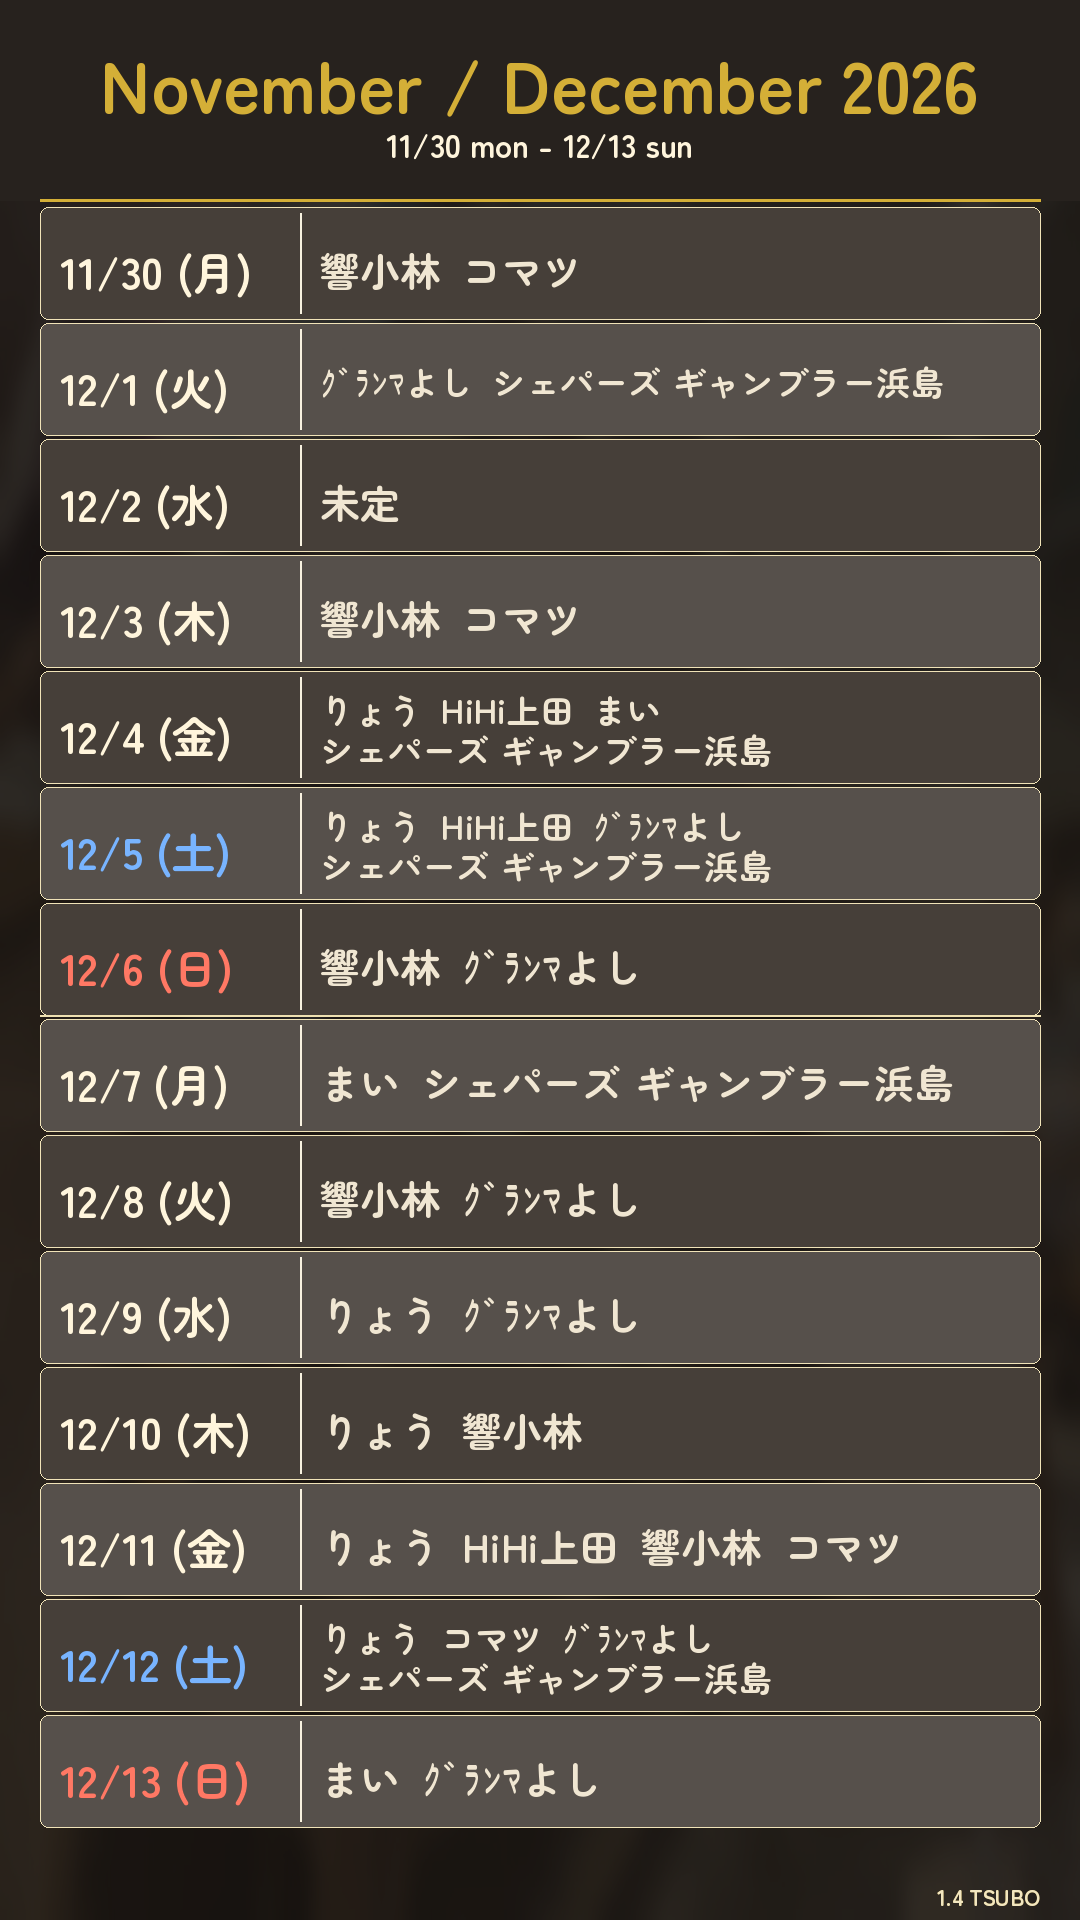 November / December 2026
11/30 mon - 12/13 sun
11/30 (月) 響小林 コマツ
12/1 (火) グランマよし シェパーズ ギャンブラー浜島
12/2 (水) 未定
12/3 (木) 響小林 コマツ
12/4 (金) りょう HiHi上田 まい
シェパーズ ギャンブラー浜島
12/5 (土) りょう HiHi上田 グランマよし
シェパーズ ギャンブラー浜島
12/6 (日) 響小林 グランマよし
12/7 (月) まい シェパーズ ギャンブラー浜島
12/8 (火) 響小林 グランマよし
12/9 (水) りょう グランマよし
12/10 (木) りょう 響小林
12/11 (金) りょう HiHi上田 響小林 コマツ
12/12 (土) りょう コマツ グランマよし
シェパーズ ギャンブラー浜島
12/13 (日) まい グランマよし
1.4 TSUBO